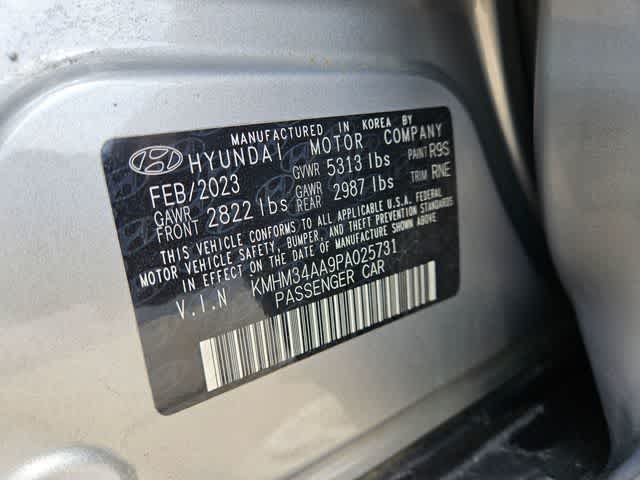 MANUFACTURED IN KOREA BY
HYUNDAI MOTOR COMPANY
FEB/2023 GVWR 5313 lbs PAINT R9S
GAWR FRONT 2822 lbs GAWR REAR 2987 lbs TRIM RNE
THIS VEHICLE CONFORMS TO ALL APPLICABLE U.S.A. FEDERAL
MOTOR VEHICLE SAFETY, BUMPER, AND THEFT PREVENTION STANDARDS
IN EFFECT ON THE DATE OF MANUFACTURE SHOWN ABOVE.
V.I.N KMHM34AA9PA025731
PASSENGER CAR